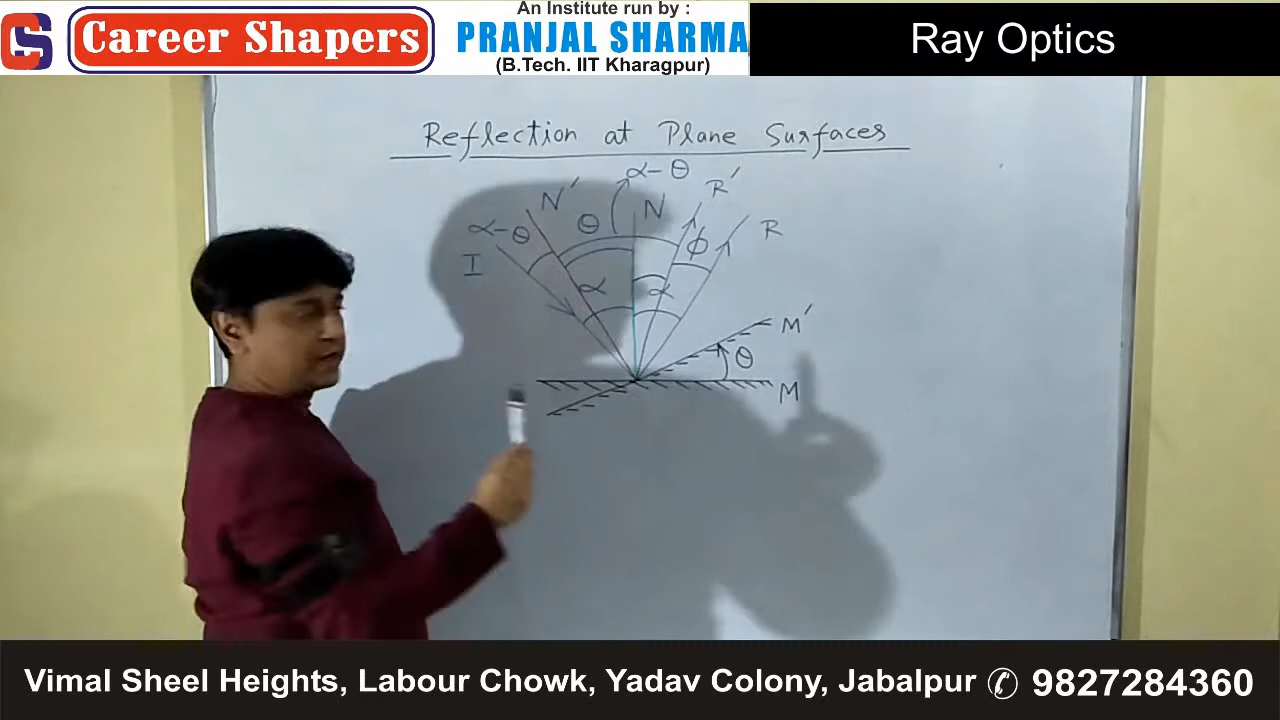 CS
Career Shapers
An Institute run by :
PRANJAL SHARMA
(B.Tech. IIT Kharagpur)
Ray Optics
Reflection at Plane Surfaces
α-θ
N'
θ
N
R'
α-θ
I
ϕ
R
α
α
M'
θ
M
Vimal Sheel Heights, Labour Chowk, Yadav Colony, Jabalpur ✆ 9827284360